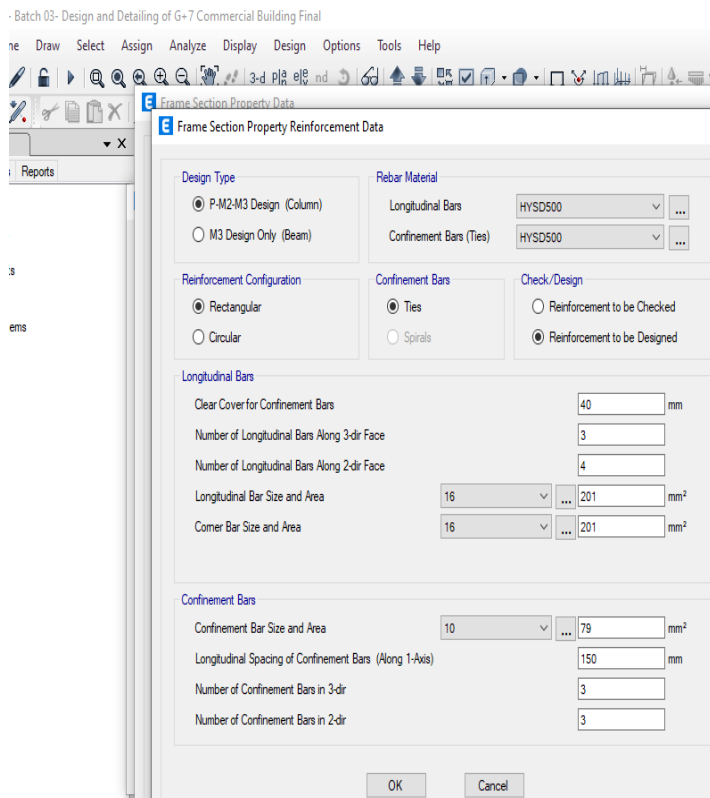 - Batch 03- Design and Detailing of G+7 Commercial Building Final
ne Draw Select Assign Analyze Display Design Options Tools Help
3-d
nd
Frame Section Property Data
Frame Section Property Reinforcement Data
Reports
Design Type
P-M2-M3 Design (Column)
M3 Design Only (Beam)
Rebar Material
Longitudinal Bars HYSD500 ...
Confinement Bars (Ties) HYSD500 ...
Reinforcement Configuration
Rectangular
Circular
Confinement Bars
Ties
Spirals
Check/Design
Reinforcement to be Checked
Reinforcement to be Designed
ems
Longitudinal Bars
Clear Cover for Confinement Bars 40 mm
Number of Longitudinal Bars Along 3-dir Face 3
Number of Longitudinal Bars Along 2-dir Face 4
Longitudinal Bar Size and Area 16 ... 201 mm²
Corner Bar Size and Area 16 ... 201 mm²
Confinement Bars
Confinement Bar Size and Area 10 ... 79 mm²
Longitudinal Spacing of Confinement Bars (Along 1-Axis) 150 mm
Number of Confinement Bars in 3-dir 3
Number of Confinement Bars in 2-dir 3
OK Cancel